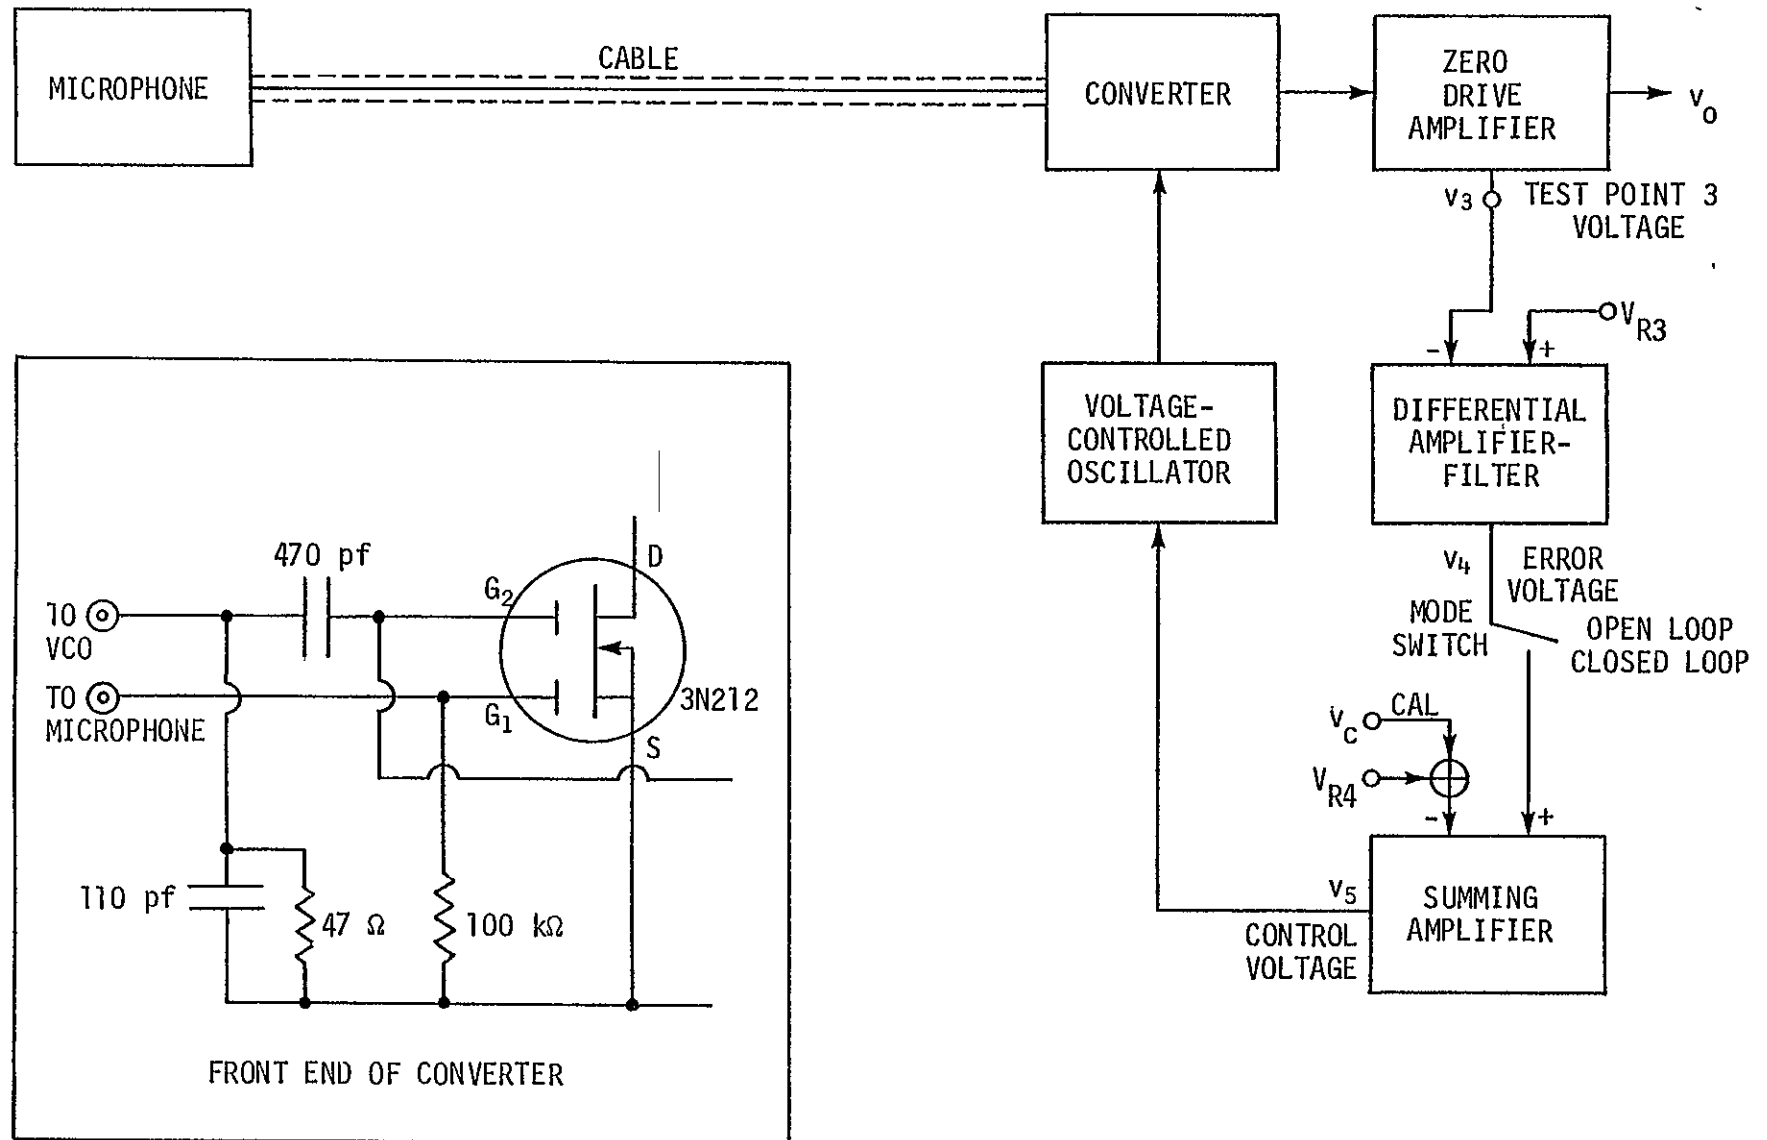 MICROPHONE
CABLE
CONVERTER
ZERO
DRIVE
AMPLIFIER
vo
v3
TEST POINT 3
VOLTAGE
VR3
-
+
VOLTAGE-
CONTROLLED
OSCILLATOR
DIFFERENTIAL
AMPLIFIER-
FILTER
v4
ERROR
VOLTAGE
MODE
SWITCH
OPEN LOOP
CLOSED LOOP
vc
CAL
VR4
-
+
v5
CONTROL
VOLTAGE
SUMMING
AMPLIFIER
470 pf
D
G2
TO
VCO
TO
MICROPHONE
G1
3N212
S
110 pf
47 Ω
100 kΩ
FRONT END OF CONVERTER